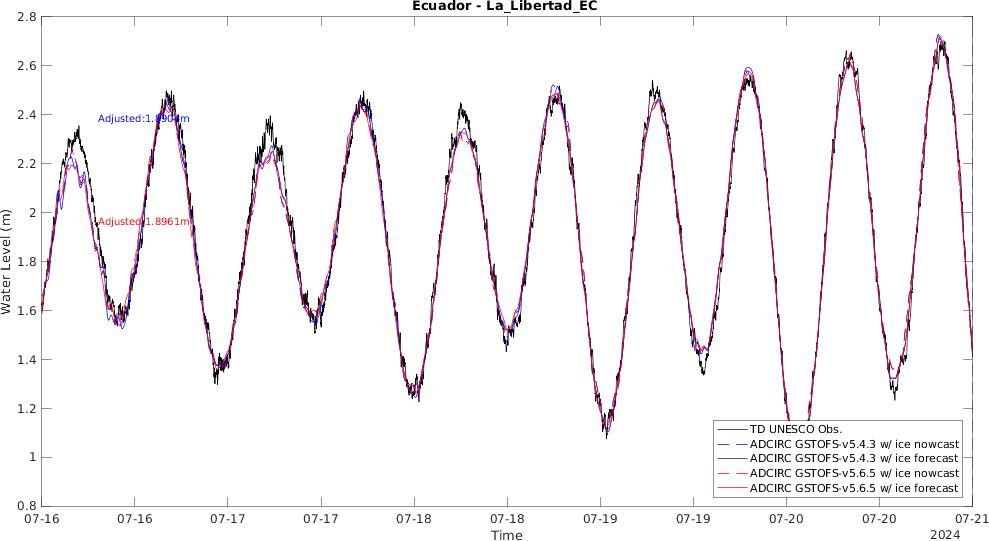 Ecuador - La_Libertad_EC
Water Level (m)
2.8
2.6
2.4
2.2
2
1.8
1.6
1.4
1.2
1
0.8
Adjusted:1.8904m
Adjusted:1.8961m
TD UNESCO Obs.
ADCIRC GSTOFS-v5.4.3 w/ ice nowcast
ADCIRC GSTOFS-v5.4.3 w/ ice forecast
ADCIRC GSTOFS-v5.6.5 w/ ice nowcast
ADCIRC GSTOFS-v5.6.5 w/ ice forecast
07-16 07-16 07-17 07-17 07-18 07-18 07-19 07-19 07-20 07-20 07-21
Time
2024